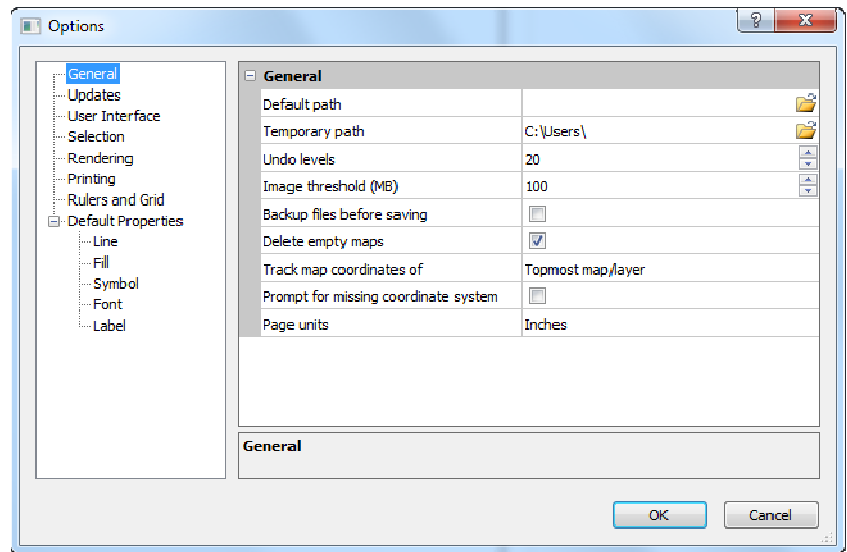 Options
General
Updates
User Interface
Selection
Rendering
Printing
Rulers and Grid
Default Properties
Line
Fill
Symbol
Font
Label
General
Default path
Temporary path C:\Users\
Undo levels 20
Image threshold (MB) 100
Backup files before saving
Delete empty maps
Track map coordinates of Topmost map/layer
Prompt for missing coordinate system
Page units Inches
General
OK Cancel